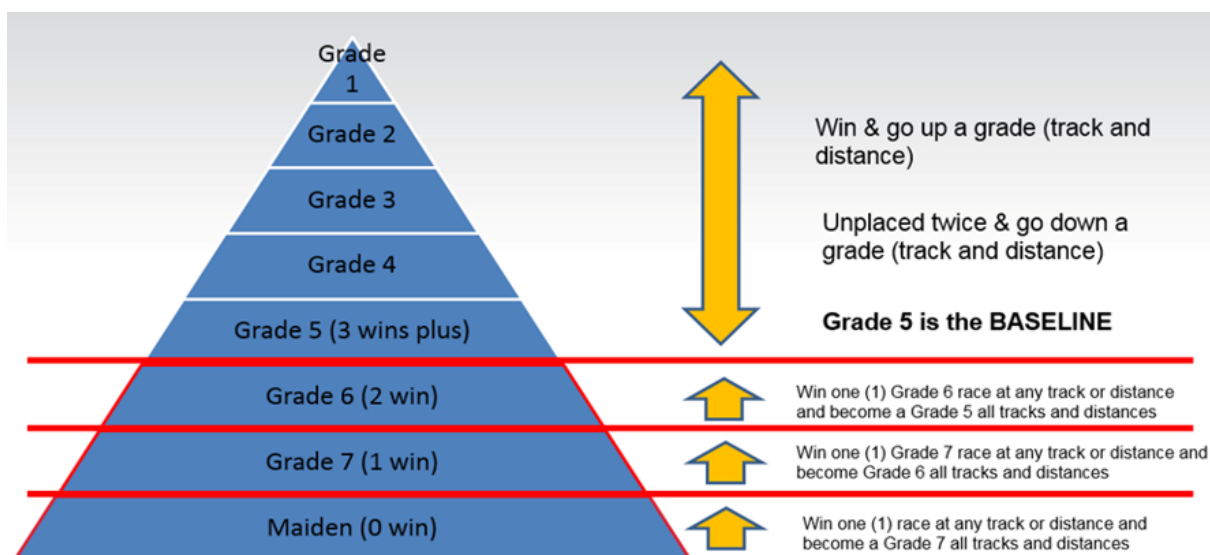 Grade
1
Grade 2
Grade 3
Grade 4
Grade 5 (3 wins plus)
Grade 6 (2 win)
Grade 7 (1 win)
Maiden (0 win)
Win & go up a grade (track and
distance)
Unplaced twice & go down a
grade (track and distance)
Grade 5 is the BASELINE
Win one (1) Grade 6 race at any track or distance
and become a Grade 5 all tracks and distances
Win one (1) Grade 7 race at any track or distance and
become Grade 6 all tracks and distances
Win one (1) race at any track or distance and
become a Grade 7 all tracks and distances